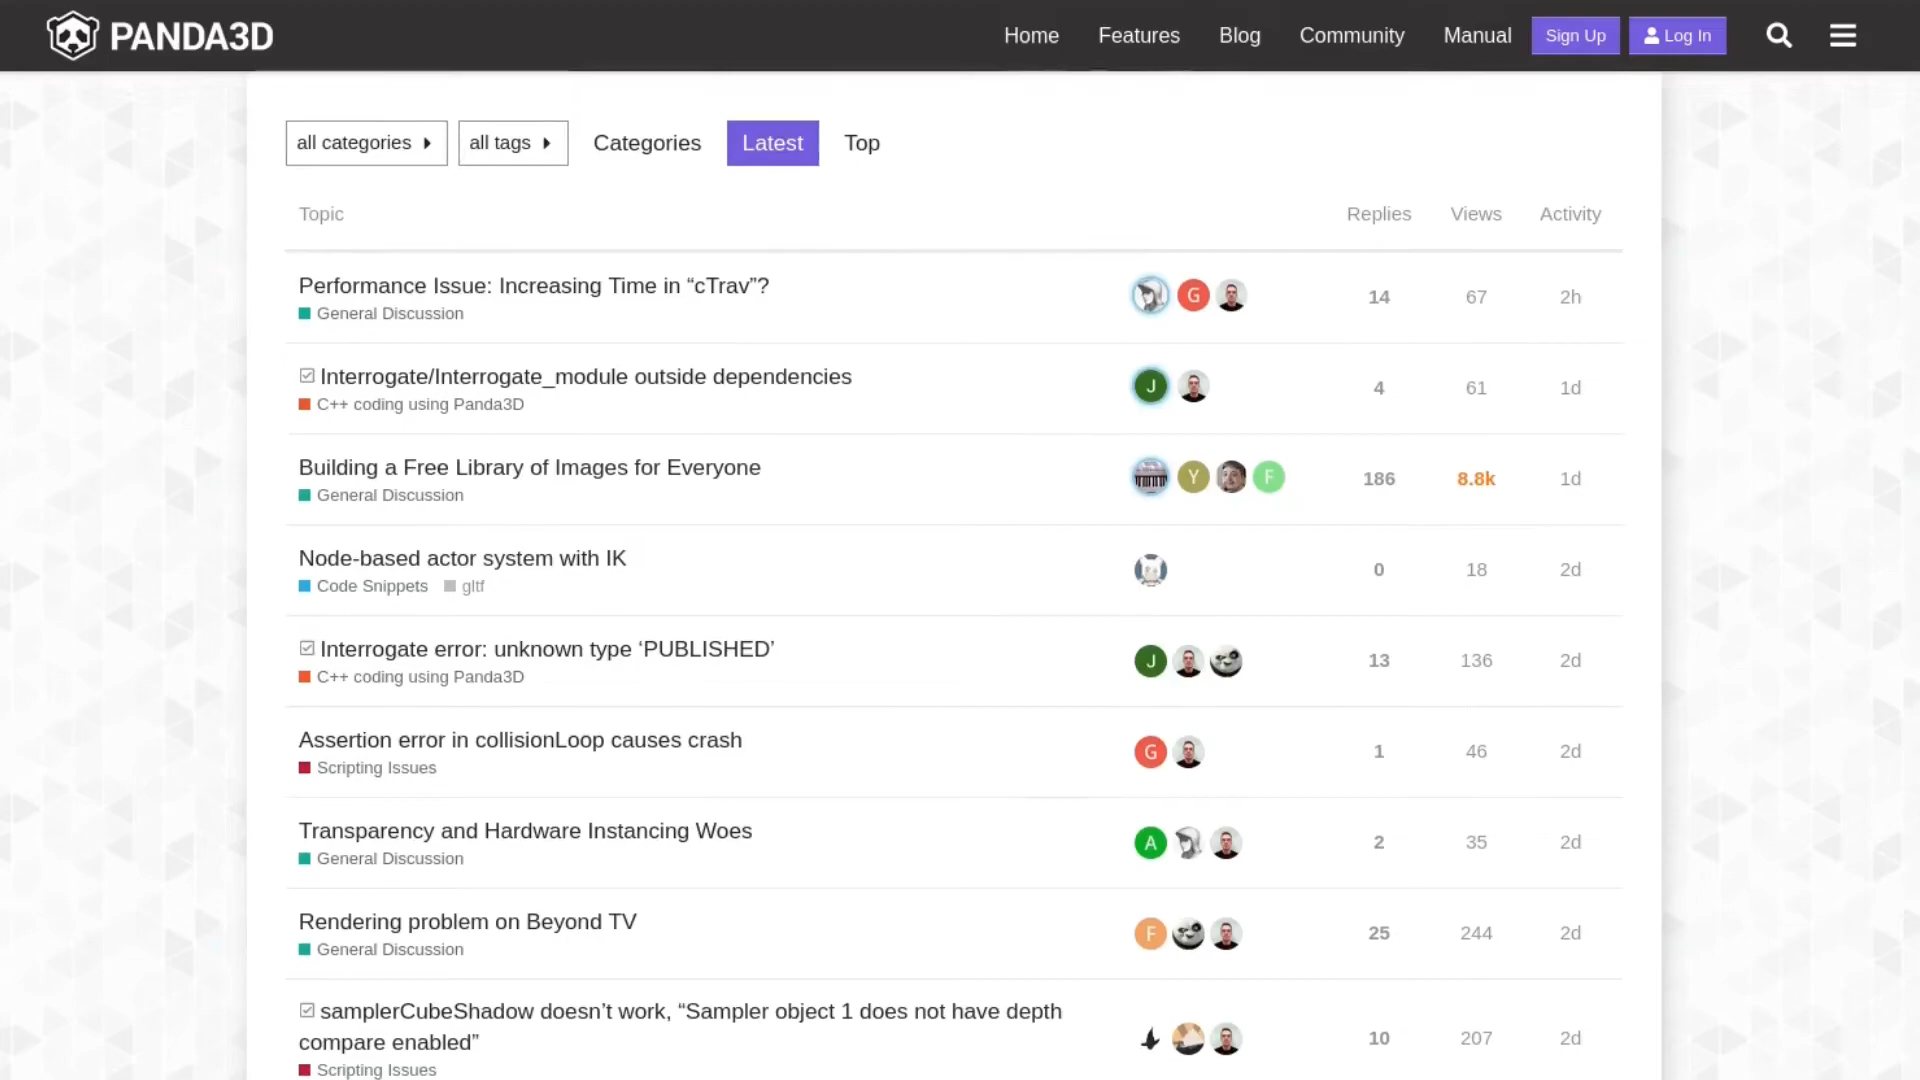 PANDA3D
Home Features Blog Community Manual Sign Up Log In
all categories all tags Categories Latest Top
Topic Replies Views Activity
Performance Issue: Increasing Time in “cTrav”?
General Discussion
G
14 67 2h
Interrogate/Interrogate_module outside dependencies
C++ coding using Panda3D
J
4 61 1d
Building a Free Library of Images for Everyone
General Discussion
Y F
186 8.8k 1d
Node-based actor system with IK
Code Snippets gltf
0 18 2d
Interrogate error: unknown type ‘PUBLISHED’
C++ coding using Panda3D
J
13 136 2d
Assertion error in collisionLoop causes crash
Scripting Issues
G
1 46 2d
Transparency and Hardware Instancing Woes
General Discussion
A
2 35 2d
Rendering problem on Beyond TV
General Discussion
F
25 244 2d
samplerCubeShadow doesn’t work, “Sampler object 1 does not have depth
compare enabled”
Scripting Issues
10 207 2d